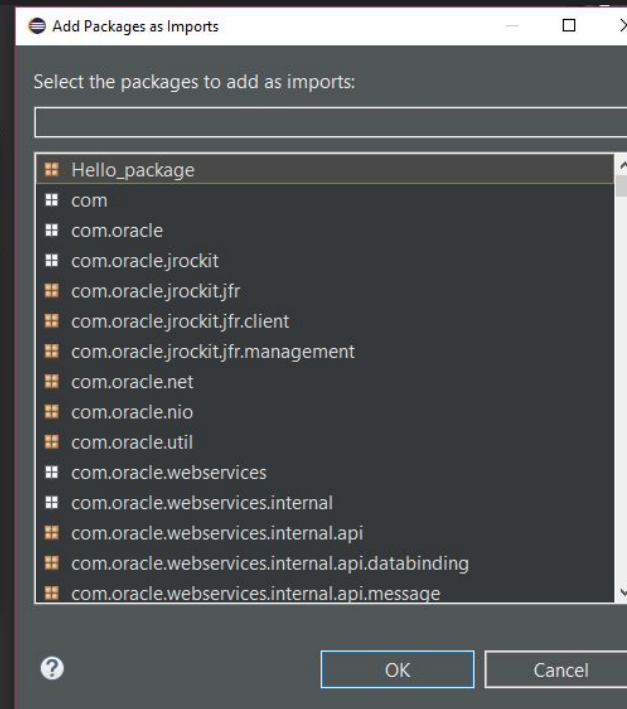 Add Packages as Imports
Select the packages to add as imports:
Hello_package
com
com.oracle
com.oracle.jrockit
com.oracle.jrockit.jfr
com.oracle.jrockit.jfr.client
com.oracle.jrockit.jfr.management
com.oracle.net
com.oracle.nio
com.oracle.util
com.oracle.webservices
com.oracle.webservices.internal
com.oracle.webservices.internal.api
com.oracle.webservices.internal.api.databinding
com.oracle.webservices.internal.api.message
? OK Cancel